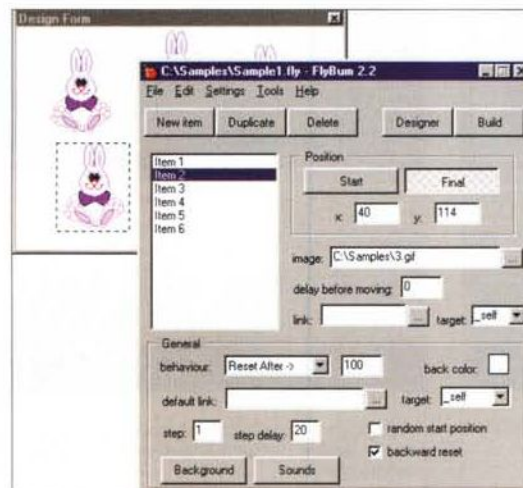 Design Form
C:\Samples\Sample1.fly - FlyBum 2.2
File Edit Settings Tools Help
New item Duplicate Delete Designer Build
Item 1
Item 2
Item 3
Item 4
Item 5
Item 6
Position
Start Final
x: 40 y: 114
image: C:\Samples\3.gif ...
delay before moving: 0
link: ... target: _self
General
behaviour: Reset After -> 100 back color:
default link: ... target: _self
step: 1 step delay: 20 random start position
backward reset
Background Sounds